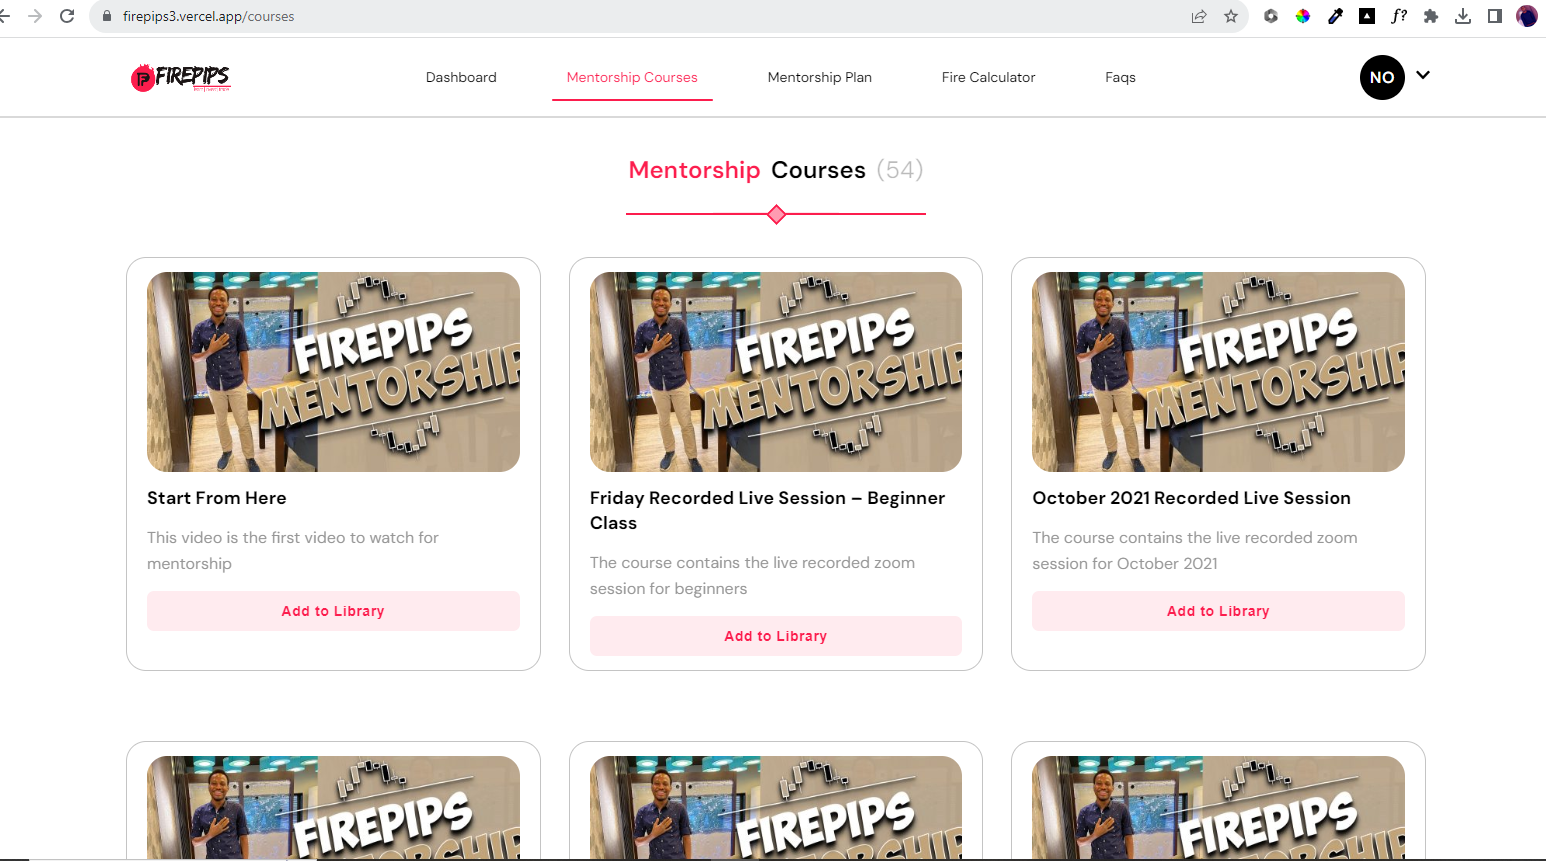 firepips3.vercel.app/courses
f?
FIREPIPS
Dashboard
Mentorship Courses
Mentorship Plan
Fire Calculator
Faqs
NO
Mentorship Courses (54)
FIREPIPS
MENTORSHIP
FIREPIPS
MENTORSHIP
FIREPIPS
MENTORSHIP
Start From Here
This video is the first video to watch for
mentorship
Add to Library
Friday Recorded Live Session – Beginner
Class
The course contains the live recorded zoom
session for beginners
Add to Library
October 2021 Recorded Live Session
The course contains the live recorded zoom
session for October 2021
Add to Library
FIREPIPS
MENTORSHIP
FIREPIPS
MENTORSHIP
FIREPIPS
MENTORSHIP